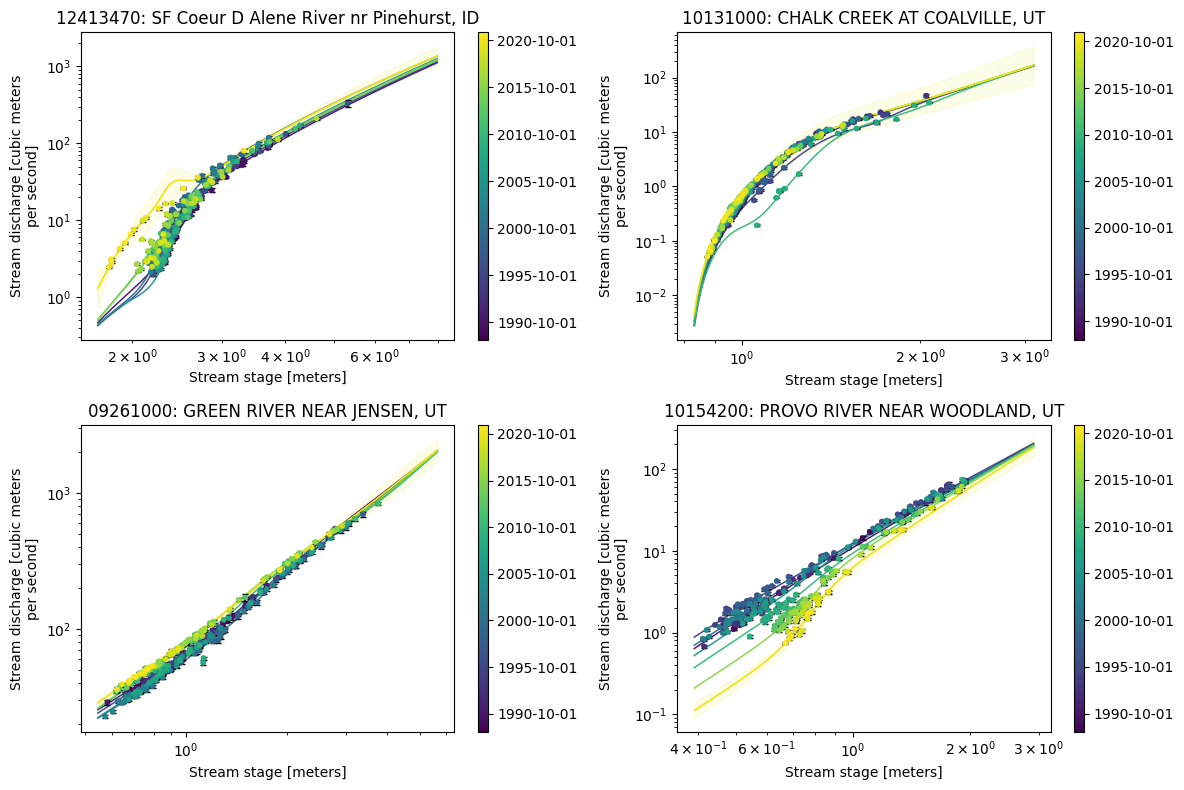 12413470: SF Coeur D Alene River nr Pinehurst, ID
Stream discharge [cubic meters
per second]
10³
10²
10¹
10⁰
2 × 10⁰
3 × 10⁰
4 × 10⁰
6 × 10⁰
Stream stage [meters]
2020-10-01
2015-10-01
2010-10-01
2005-10-01
2000-10-01
1995-10-01
1990-10-01
10131000: CHALK CREEK AT COALVILLE, UT
Stream discharge [cubic meters
per second]
10²
10¹
10⁰
10⁻¹
10⁻²
10⁰
2 × 10⁰
3 × 10⁰
Stream stage [meters]
2020-10-01
2015-10-01
2010-10-01
2005-10-01
2000-10-01
1995-10-01
1990-10-01
09261000: GREEN RIVER NEAR JENSEN, UT
Stream discharge [cubic meters
per second]
10³
10²
10⁰
Stream stage [meters]
2020-10-01
2015-10-01
2010-10-01
2005-10-01
2000-10-01
1995-10-01
1990-10-01
10154200: PROVO RIVER NEAR WOODLAND, UT
Stream discharge [cubic meters
per second]
10²
10¹
10⁰
10⁻¹
4 × 10⁻¹
6 × 10⁻¹
10⁰
2 × 10⁰
3 × 10⁰
Stream stage [meters]
2020-10-01
2015-10-01
2010-10-01
2005-10-01
2000-10-01
1995-10-01
1990-10-01